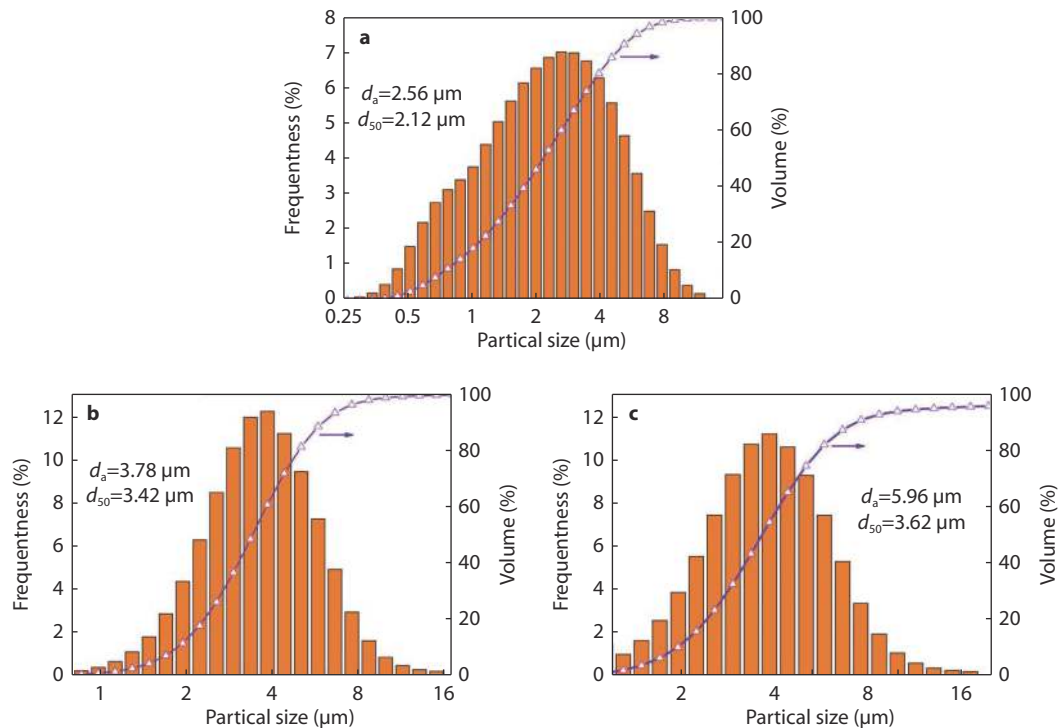 a
d_a=2.56 μm
d_50=2.12 μm
8
7
6
5
4
3
2
1
0
Frequentness (%)
100
80
60
40
20
0
Volume (%)
0.25 0.5 1 2 4 8
Partical size (μm)
b
d_a=3.78 μm
d_50=3.42 μm
12
10
8
6
4
2
0
Frequentness (%)
100
80
60
40
20
0
Volume (%)
1 2 4 8 16
Partical size (μm)
c
d_a=5.96 μm
d_50=3.62 μm
12
10
8
6
4
2
0
Frequentness (%)
100
80
60
40
20
0
Volume (%)
2 4 8 16
Partical size (μm)